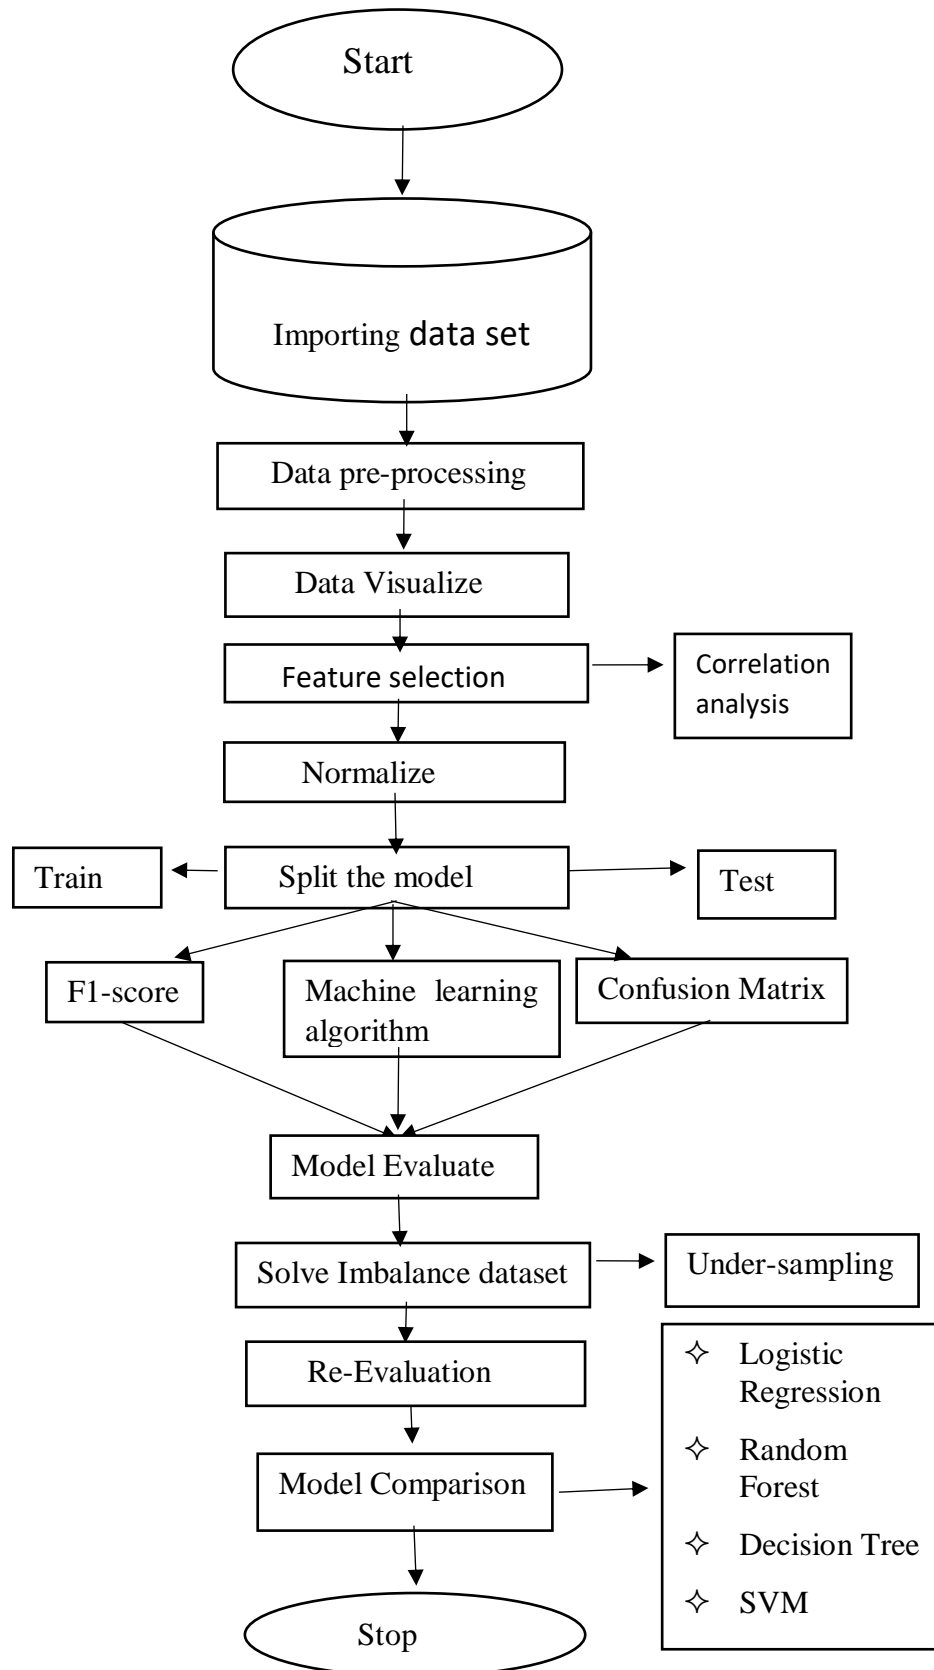 Start
Importing data set
Data pre-processing
Data Visualize
Feature selection
Correlation
analysis
Normalize
Train
Split the model
Test
F1-score
Machine learning
algorithm
Confusion Matrix
Model Evaluate
Solve Imbalance dataset
Under-sampling
Re-Evaluation
Model Comparison
Logistic
Regression
Random
Forest
Decision Tree
SVM
Stop